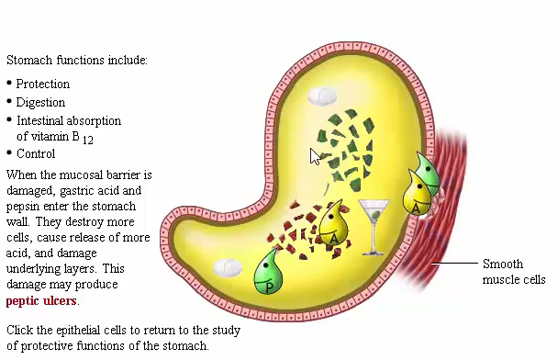 Stomach functions include:
• Protection
• Digestion
• Intestinal absorption
of vitamin B 12
• Control
When the mucosal barrier is
damaged, gastric acid and
pepsin enter the stomach
wall. They destroy more
cells, cause release of more
acid, and damage
underlying layers. This
damage may produce
peptic ulcers.
Click the epithelial cells to return to the study
of protective functions of the stomach.
A
A
P
Smooth
muscle cells